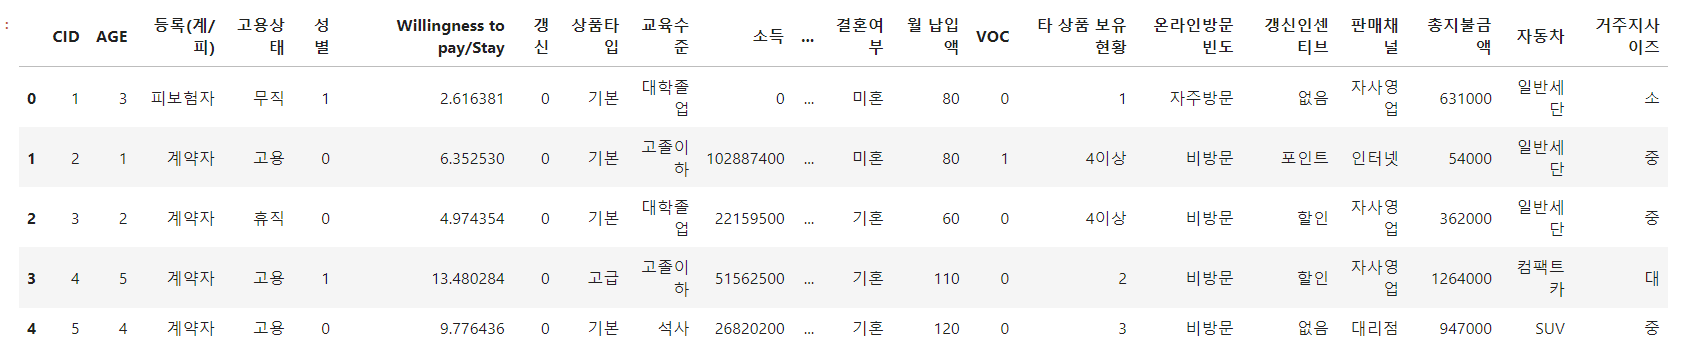 :
CID AGE 등록(계/피) 고용상태 성별 Willingness to pay/Stay 갱신 상품타입 교육수준 소득 ... 결혼여부 월 납입액 VOC 타 상품 보유현황 온라인방문빈도 갱신인센티브 판매채널 총지불금액 자동차 거주지사이즈
0 1 3 피보험자 무직 1 2.616381 0 기본 대학졸업 0 ... 미혼 80 0 1 자주방문 없음 자사영업 631000 일반세단 소
1 2 1 계약자 고용 0 6.352530 0 기본 고졸이하 102887400 ... 미혼 80 1 4이상 비방문 포인트 인터넷 54000 일반세단 중
2 3 2 계약자 휴직 0 4.974354 0 기본 대학졸업 22159500 ... 기혼 60 0 4이상 비방문 할인 자사영업 362000 일반세단 중
3 4 5 계약자 고용 1 13.480284 0 고급 고졸이하 51562500 ... 기혼 110 0 2 비방문 할인 자사영업 1264000 컴팩트카 대
4 5 4 계약자 고용 0 9.776436 0 기본 석사 26820200 ... 기혼 120 0 3 비방문 없음 대리점 947000 SUV 중